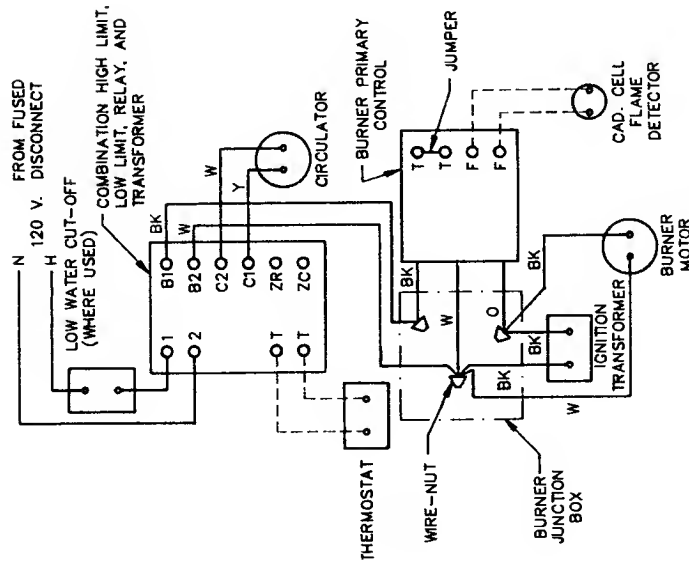 N
H
FROM FUSED
120 V. DISCONNECT
LOW WATER CUT-OFF
(WHERE USED)
COMBINATION HIGH LIMIT,
LOW LIMIT, RELAY, AND
TRANSFORMER
1
2
T
T
B1
B2
C2
C1
ZR
ZC
BK
W
W
Y
CIRCULATOR
THERMOSTAT
BURNER PRIMARY
CONTROL
T
T
F
F
JUMPER
BK
W
O
WIRE-NUT
BURNER
JUNCTION
BOX
BK
BK
BK
W
IGNITION
TRANSFORMER
BURNER
MOTOR
CAD. CELL
FLAME
DETECTOR